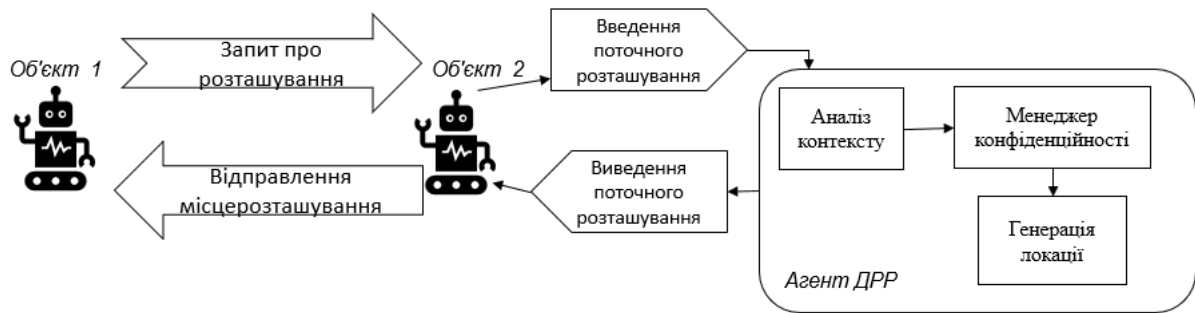 Об'єкт 1
Запит про
розташування
Об'єкт 2
Введення
поточного
розташування
Аналіз
контексту
Менеджер
конфіденційності
Відправлення
місцерозташування
Виведення
поточного
розташування
Генерація
локації
Агент ДРР